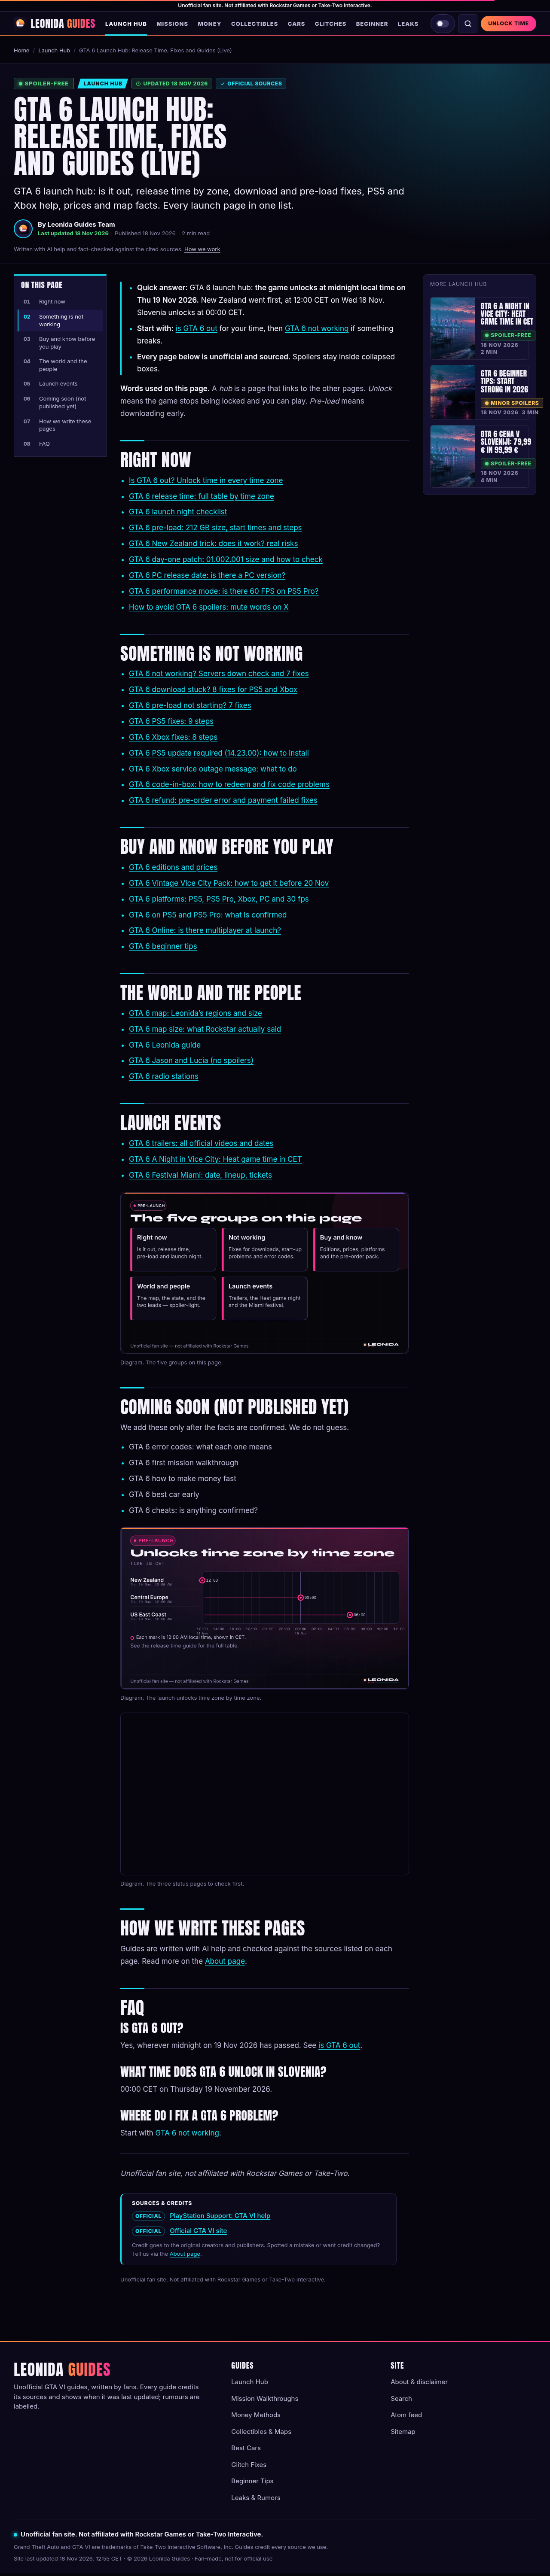 Unofficial fan site. Not affiliated with Rockstar Games or Take-Two Interactive.
LEONIDA GUIDES
LAUNCH HUB
MISSIONS
MONEY
COLLECTIBLES
CARS
GLITCHES
BEGINNER
LEAKS
UNLOCK TIME
Home / Launch Hub / GTA 6 Launch Hub: Release Time, Fixes and Guides (Live)
SPOILER-FREE
LAUNCH HUB
UPDATED 18 NOV 2026
OFFICIAL SOURCES
GTA 6 LAUNCH HUB:
RELEASE TIME, FIXES
AND GUIDES (LIVE)
GTA 6 launch hub: is it out, release time by zone, download and pre-load fixes, PS5 and
Xbox help, prices and map facts. Every launch page in one list.
By Leonida Guides Team
Last updated 18 Nov 2026 Published 18 Nov 2026 2 min read
Written with AI help and fact-checked against the cited sources. How we work
ON THIS PAGE
01 Right now
02 Something is not
working
03 Buy and know before
you play
04 The world and the
people
05 Launch events
06 Coming soon (not
published yet)
07 How we write these
pages
08 FAQ
Quick answer: GTA 6 launch hub: the game unlocks at midnight local time on
Thu 19 Nov 2026. New Zealand went first, at 12:00 CET on Wed 18 Nov.
Slovenia unlocks at 00:00 CET.
Start with: is GTA 6 out for your time, then GTA 6 not working if something
breaks.
Every page below is unofficial and sourced. Spoilers stay inside collapsed
boxes.
Words used on this page. A hub is a page that links to the other pages. Unlock
means the game stops being locked and you can play. Pre-load means
downloading early.
RIGHT NOW
Is GTA 6 out? Unlock time in every time zone
GTA 6 release time: full table by time zone
GTA 6 launch night checklist
GTA 6 pre-load: 212 GB size, start times and steps
GTA 6 New Zealand trick: does it work? real risks
GTA 6 day-one patch: 01.002.001 size and how to check
GTA 6 PC release date: is there a PC version?
GTA 6 performance mode: is there 60 FPS on PS5 Pro?
How to avoid GTA 6 spoilers: mute words on X
SOMETHING IS NOT WORKING
GTA 6 not working? Servers down check and 7 fixes
GTA 6 download stuck? 8 fixes for PS5 and Xbox
GTA 6 pre-load not starting? 7 fixes
GTA 6 PS5 fixes: 9 steps
GTA 6 Xbox fixes: 8 steps
GTA 6 PS5 update required (14.23.00): how to install
GTA 6 Xbox service outage message: what to do
GTA 6 code-in-box: how to redeem and fix code problems
GTA 6 refund: pre-order error and payment failed fixes
BUY AND KNOW BEFORE YOU PLAY
GTA 6 editions and prices
GTA 6 Vintage Vice City Pack: how to get it before 20 Nov
GTA 6 platforms: PS5, PS5 Pro, Xbox, PC and 30 fps
GTA 6 on PS5 and PS5 Pro: what is confirmed
GTA 6 Online: is there multiplayer at launch?
GTA 6 beginner tips
THE WORLD AND THE PEOPLE
GTA 6 map: Leonida's regions and size
GTA 6 map size: what Rockstar actually said
GTA 6 Leonida guide
GTA 6 Jason and Lucia (no spoilers)
GTA 6 radio stations
LAUNCH EVENTS
GTA 6 trailers: all official videos and dates
GTA 6 A Night in Vice City: Heat game time in CET
GTA 6 Festival Miami: date, lineup, tickets
PRE-LAUNCH
The five groups on this page
Right now
Is it out, release time,
pre-load and launch night.
Not working
Fixes for downloads, start-up
problems and error codes.
Buy and know
Editions, prices, platforms
and the pre-order pack.
World and people
The map, the state, and the
two leads — spoiler-light.
Launch events
Trailers, the Heat game night
and the Miami festival.
Unofficial fan site — not affiliated with Rockstar Games
LEONIDA
Diagram. The five groups on this page.
COMING SOON (NOT PUBLISHED YET)
We add these only after the facts are confirmed. We do not guess.
GTA 6 error codes: what each one means
GTA 6 first mission walkthrough
GTA 6 how to make money fast
GTA 6 best car early
GTA 6 cheats: is anything confirmed?
PRE-LAUNCH
Unlocks time zone by time zone
TIME IN CET
New Zealand
Central Europe
US East Coast
Each mark is 12:00 AM local time, shown in CET.
See the release time guide for the full table.
Unofficial fan site — not affiliated with Rockstar Games
LEONIDA
Diagram. The launch unlocks time zone by time zone.
Diagram. The three status pages to check first.
HOW WE WRITE THESE PAGES
Guides are written with AI help and checked against the sources listed on each
page. Read more on the About page.
FAQ
IS GTA 6 OUT?
Yes, wherever midnight on 19 Nov 2026 has passed. See is GTA 6 out.
WHAT TIME DOES GTA 6 UNLOCK IN SLOVENIA?
00:00 CET on Thursday 19 November 2026.
WHERE DO I FIX A GTA 6 PROBLEM?
Start with GTA 6 not working.
Unofficial fan site, not affiliated with Rockstar Games or Take-Two.
SOURCES & CREDITS
OFFICIAL PlayStation Support: GTA VI help
OFFICIAL Official GTA VI site
Credit goes to the original creators and publishers. Spotted a mistake or want credit changed?
Tell us via the About page.
Unofficial fan site. Not affiliated with Rockstar Games or Take-Two Interactive.
MORE LAUNCH HUB
GTA 6 A NIGHT IN
VICE CITY: HEAT
GAME TIME IN CET
SPOILER-FREE
18 NOV 2026
2 MIN
GTA 6 BEGINNER
TIPS: START
STRONG IN 2026
MINOR SPOILERS
18 NOV 2026 3 MIN
GTA 6 CENA V
SLOVENIJI: 79,99
€ IN 99,99 €
SPOILER-FREE
18 NOV 2026
4 MIN
LEONIDA GUIDES
Unofficial GTA VI guides, written by fans. Every guide credits
its sources and shows when it was last updated; rumours are
labelled.
GUIDES
Launch Hub
Mission Walkthroughs
Money Methods
Collectibles & Maps
Best Cars
Glitch Fixes
Beginner Tips
Leaks & Rumors
SITE
About & disclaimer
Search
Atom feed
Sitemap
Unofficial fan site. Not affiliated with Rockstar Games or Take-Two Interactive.
Grand Theft Auto and GTA VI are trademarks of Take-Two Interactive Software, Inc. Guides credit every source we use.
Site last updated 18 Nov 2026, 12:55 CET · © 2026 Leonida Guides · Fan-made, not for official use